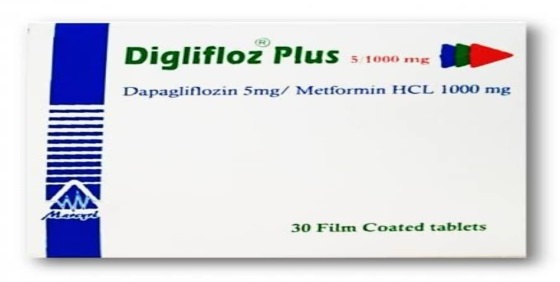 Diglifloz® Plus 5/1000 mg
Dapagliflozin 5mg/ Metformin HCL 1000 mg
30 Film Coated tablets